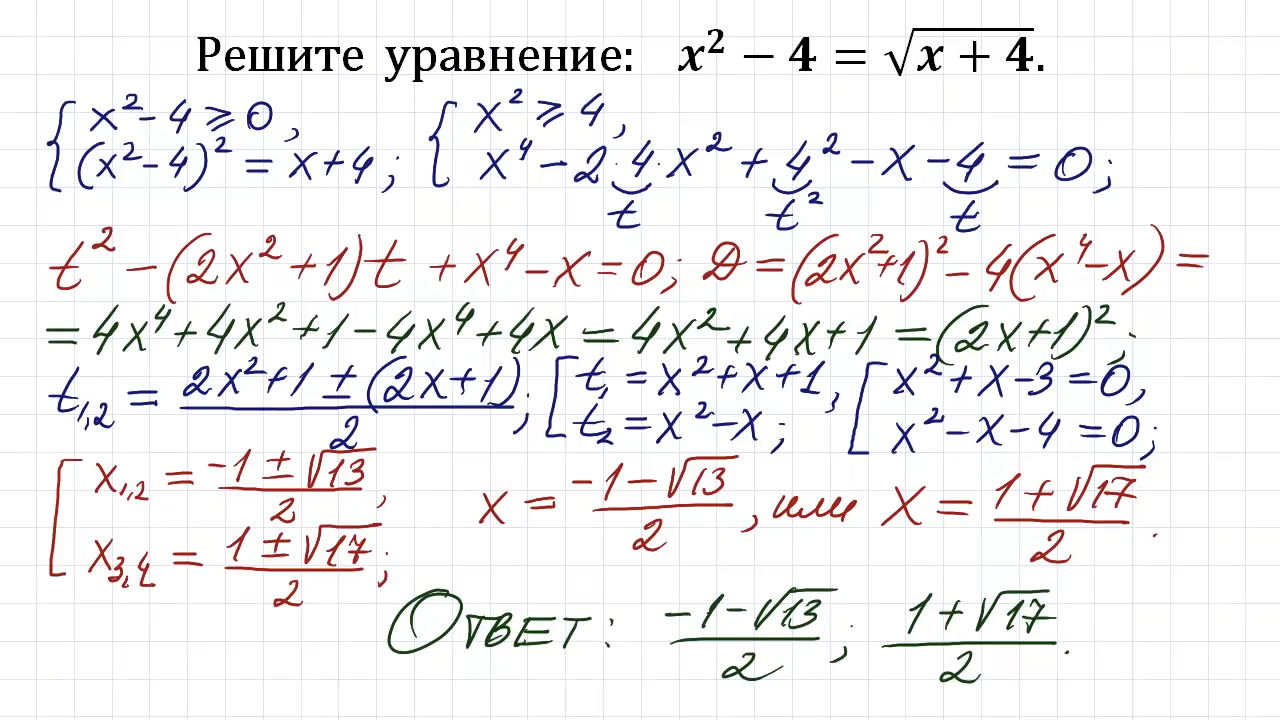 Решите уравнение: x² − 4 = √(x + 4).
{ x² − 4 ⩾ 0, { x² ⩾ 4,
(x² − 4)² = x + 4; x⁴ − 2·4·x² + 4² − x − 4 = 0;
t t² t
t² − (2x² + 1)t + x⁴ − x = 0; D = (2x² + 1)² − 4(x⁴ − x) =
= 4x⁴ + 4x² + 1 − 4x⁴ + 4x = 4x² + 4x + 1 = (2x + 1)²;
t₁,₂ = (2x² + 1 ± (2x + 1))/2; [ t₁ = x² + x + 1, [ x² + x − 3 = 0,
t₂ = x² − x; x² − x − 4 = 0;
[ x₁,₂ = (−1 ± √13)/2, x = (−1 − √13)/2, или x = (1 + √17)/2.
x₃,₄ = (1 ± √17)/2;
Ответ: (−1 − √13)/2; (1 + √17)/2.